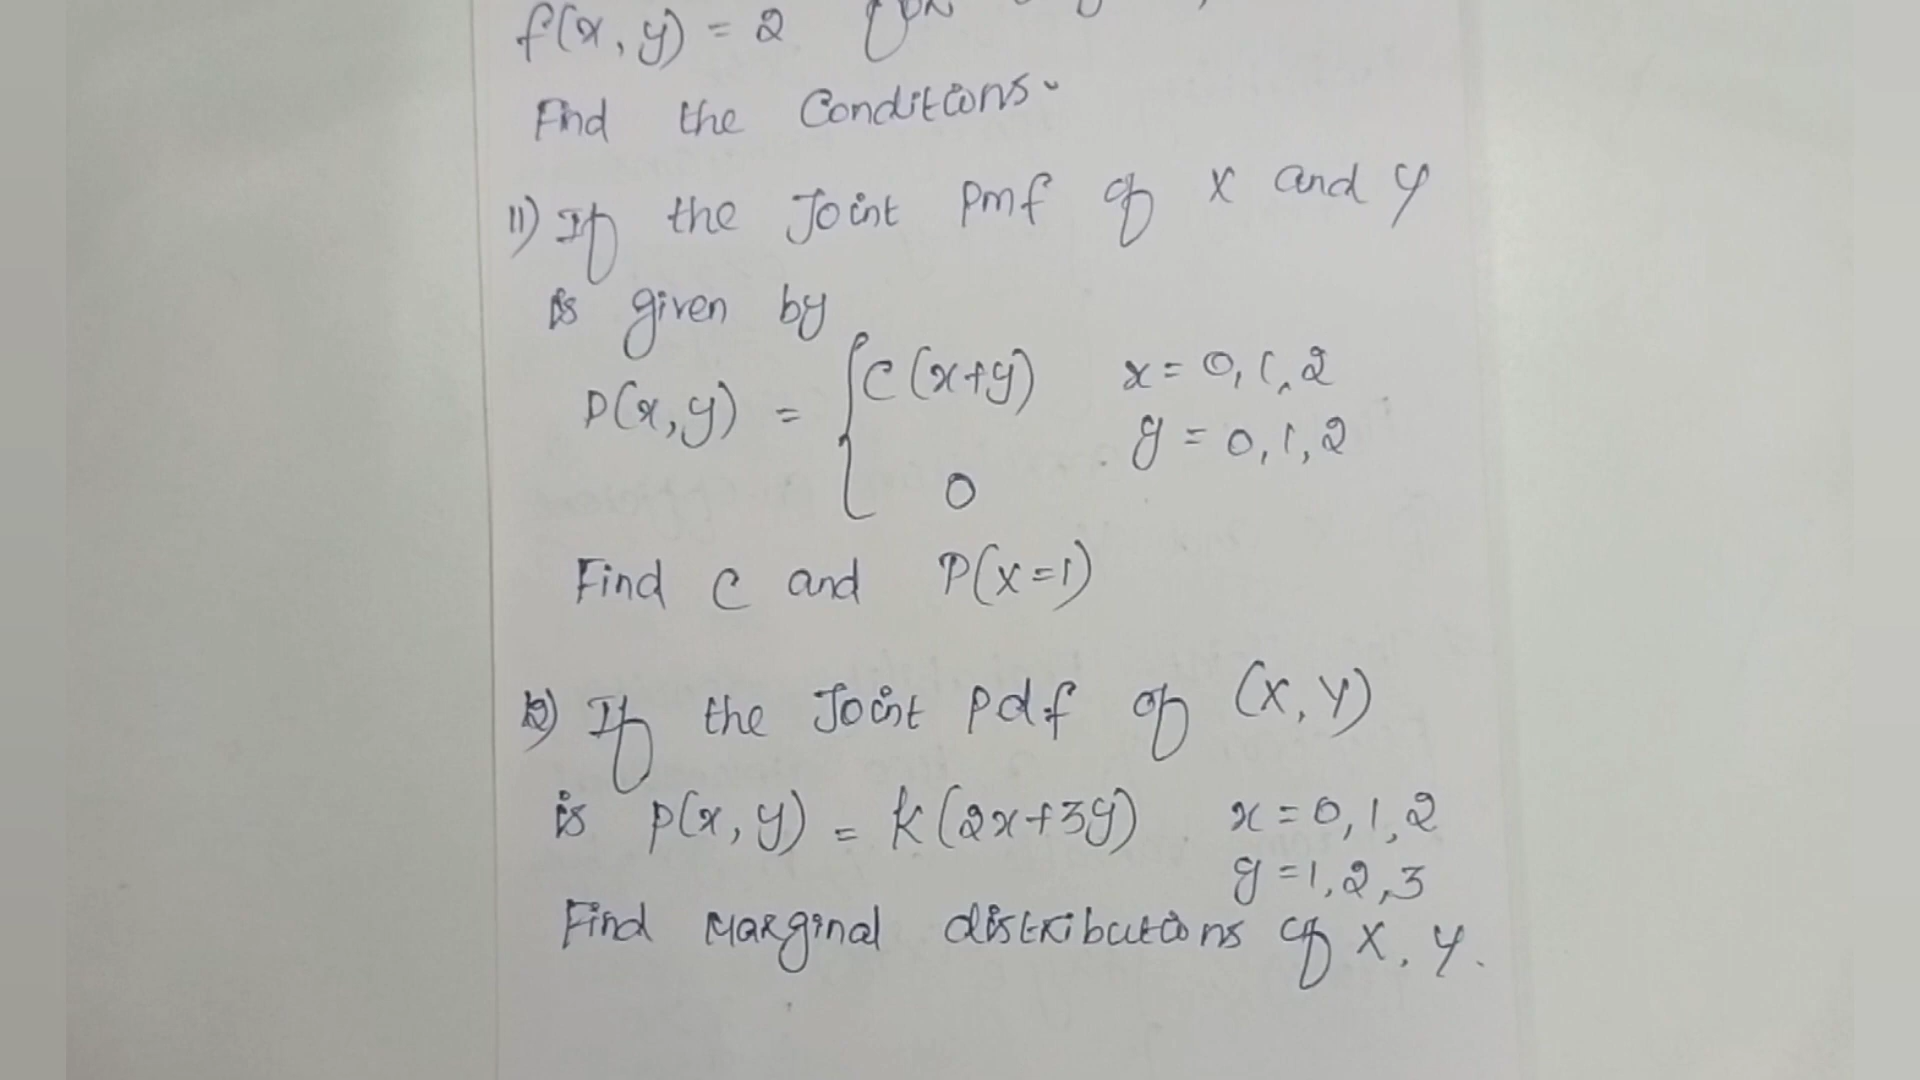 f(x, y) = 2
Find the Conditions.
11) If the Joint Pmf of X and Y
is given by
P(x, y) = { C(x+y) x = 0, 1, 2
y = 0, 1, 2
0
Find C and P(X=1)
12) If the Joint Pdf of (X, Y)
is p(x, y) = k(2x+3y) x = 0, 1, 2
y = 1, 2, 3
Find Marginal distributions of X, Y.